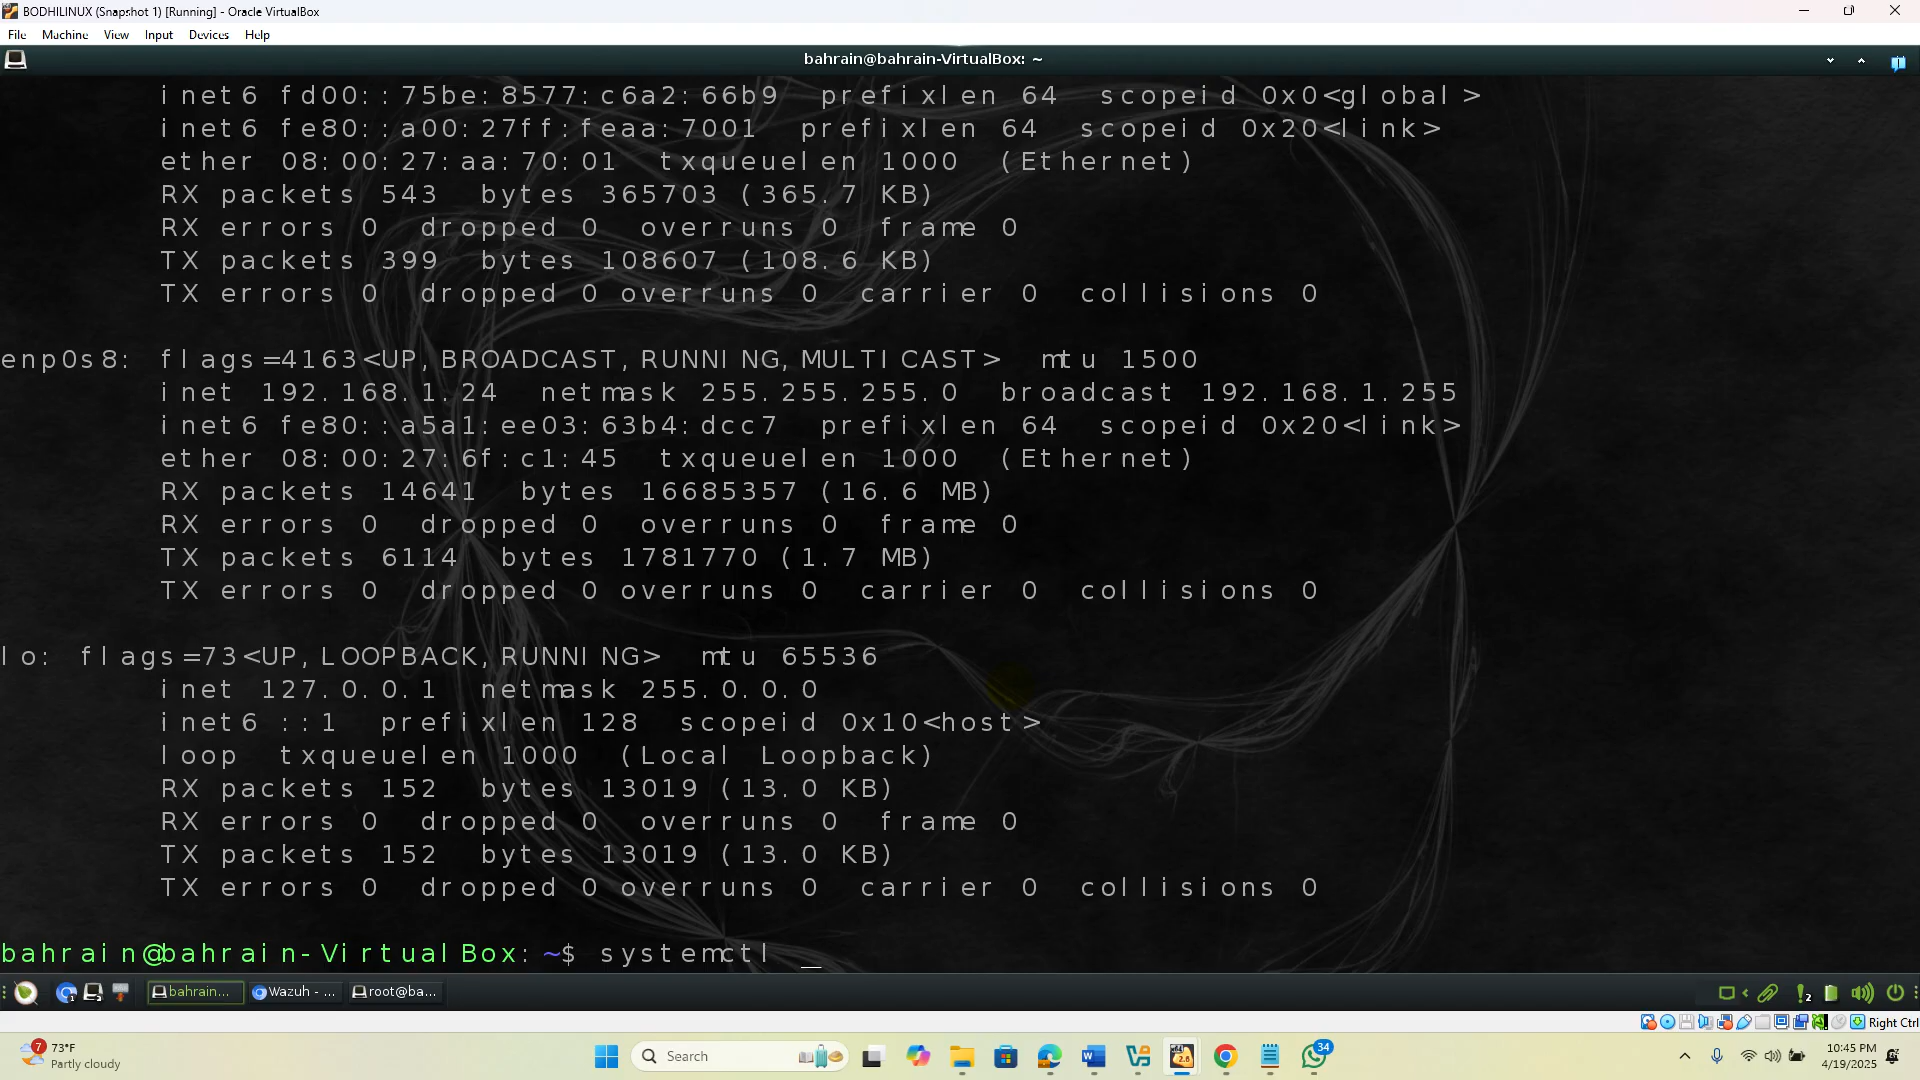 BODHILINUX (Snapshot 1) [Running] - Oracle VirtualBox
File Machine View Input Devices Help
bahrain@bahrain-VirtualBox: ~
inet6 fd00::75be:8577:c6a2:66b9 prefixlen 64 scopeid 0x0<global>
inet6 fe80::a00:27ff:feaa:7001 prefixlen 64 scopeid 0x20<link>
ether 08:00:27:aa:70:01 txqueuelen 1000 (Ethernet)
RX packets 543 bytes 365703 (365.7 KB)
RX errors 0 dropped 0 overruns 0 frame 0
TX packets 399 bytes 108607 (108.6 KB)
TX errors 0 dropped 0 overruns 0 carrier 0 collisions 0
enp0s8: flags=4163<UP,BROADCAST,RUNNING,MULTICAST> mtu 1500
inet 192.168.1.24 netmask 255.255.255.0 broadcast 192.168.1.255
inet6 fe80::a5a1:ee03:63b4:dcc7 prefixlen 64 scopeid 0x20<link>
ether 08:00:27:6f:c1:45 txqueuelen 1000 (Ethernet)
RX packets 14641 bytes 16685357 (16.6 MB)
RX errors 0 dropped 0 overruns 0 frame 0
TX packets 6114 bytes 1781770 (1.7 MB)
TX errors 0 dropped 0 overruns 0 carrier 0 collisions 0
lo: flags=73<UP,LOOPBACK,RUNNING> mtu 65536
inet 127.0.0.1 netmask 255.0.0.0
inet6 ::1 prefixlen 128 scopeid 0x10<host>
loop txqueuelen 1000 (Local Loopback)
RX packets 152 bytes 13019 (13.0 KB)
RX errors 0 dropped 0 overruns 0 frame 0
TX packets 152 bytes 13019 (13.0 KB)
TX errors 0 dropped 0 overruns 0 carrier 0 collisions 0
bahrain@bahrain-VirtualBox:~$ systemctl _
bahrain... Wazuh - ... root@ba... 2
Right Ctrl
7 73°F
Partly cloudy
Search
34
10:45 PM
4/19/2025